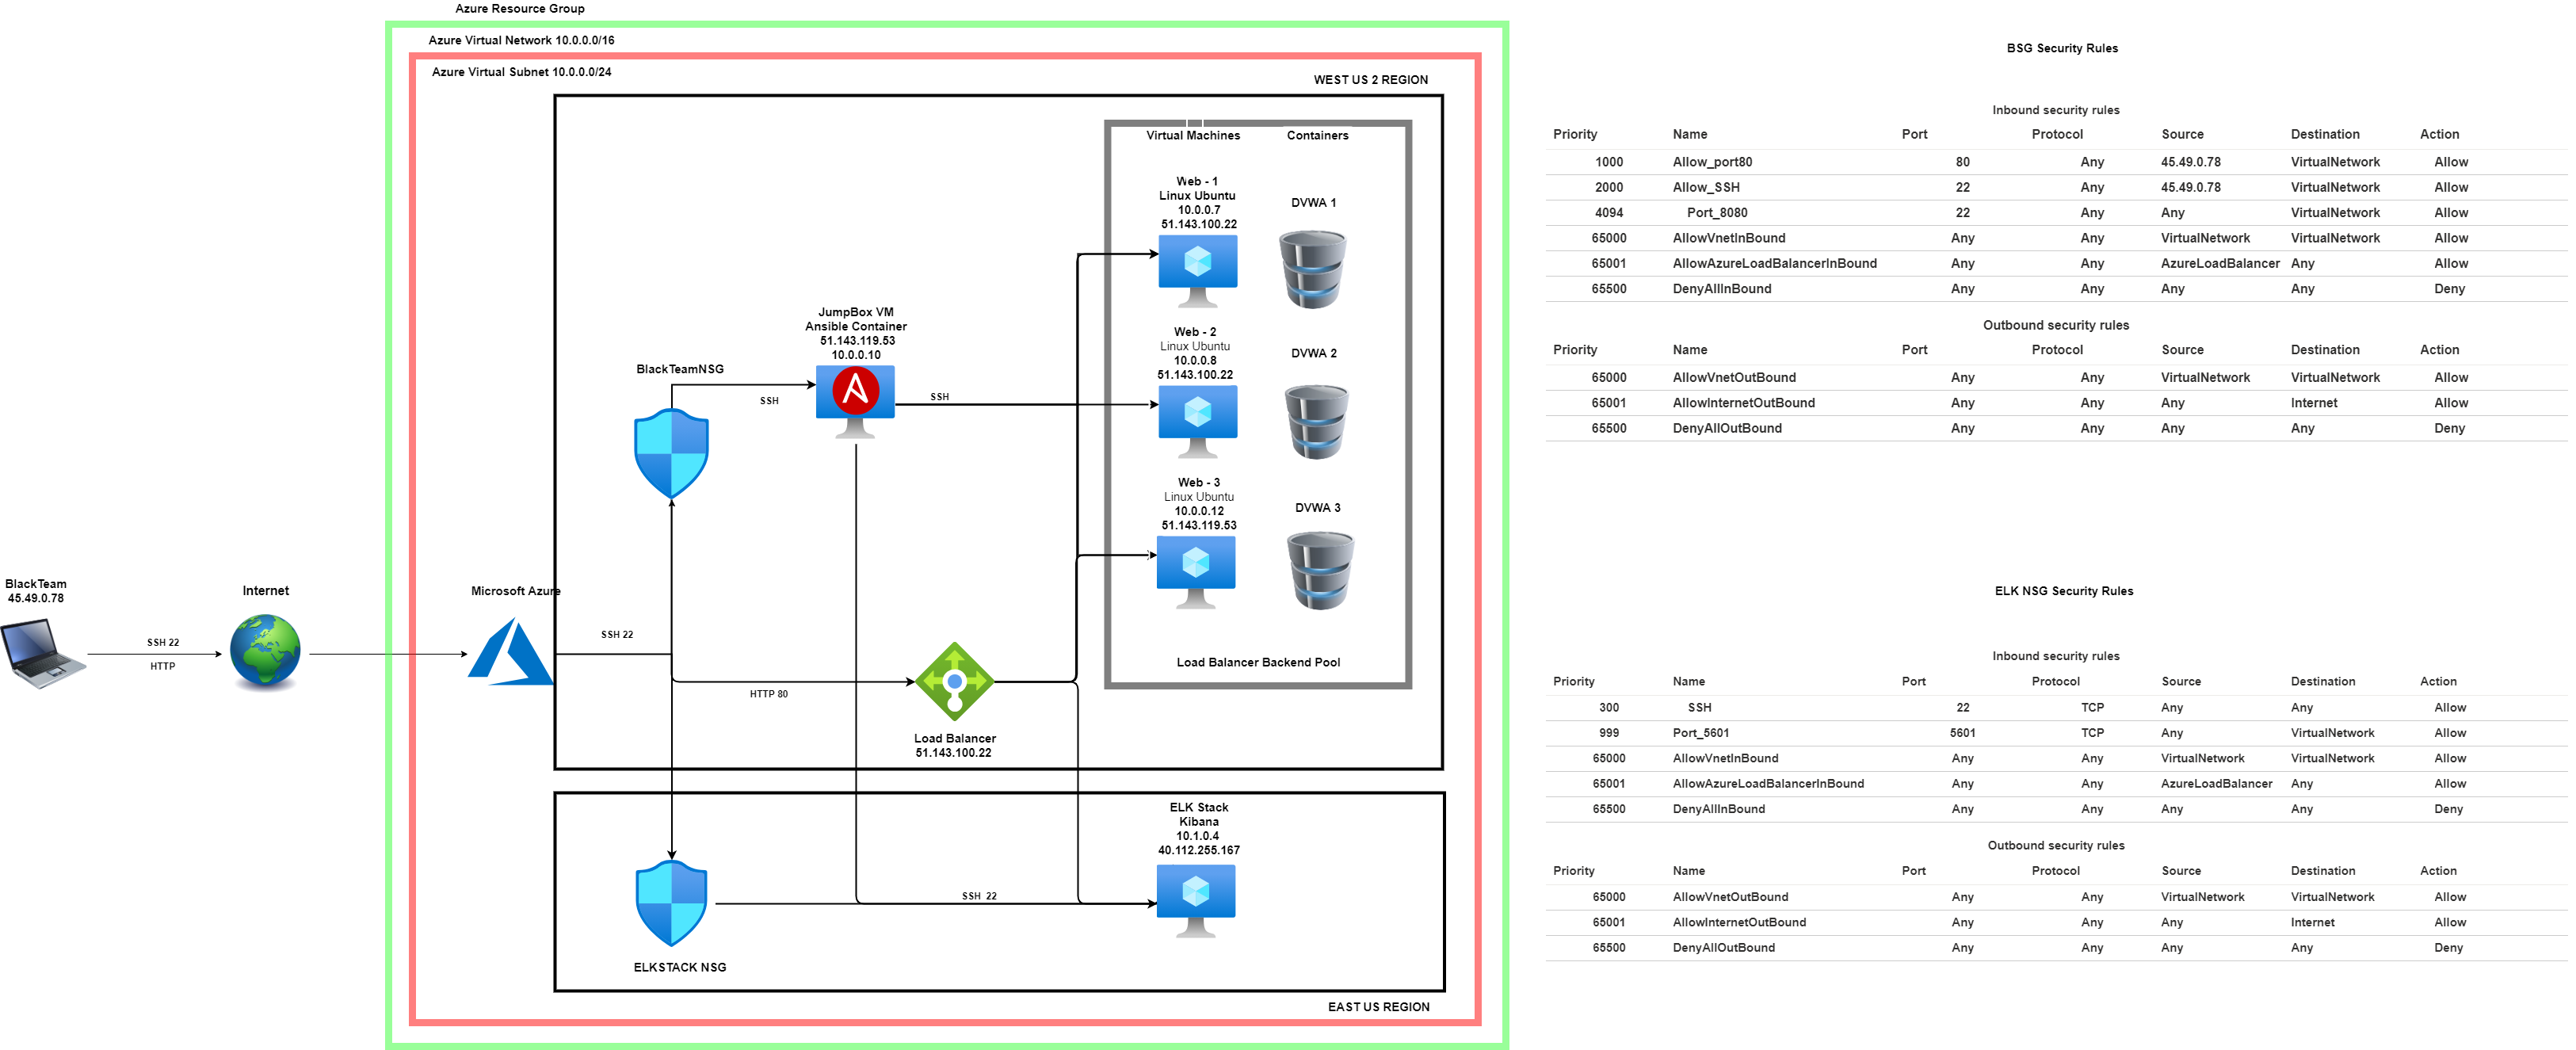 Azure Resource Group
Azure Virtual Network 10.0.0.0/16
Azure Virtual Subnet 10.0.0.0/24
WEST US 2 REGION
Virtual Machines
Containers
Web - 1
Linux Ubuntu
10.0.0.7
51.143.100.22
DVWA 1
Web - 2
Linux Ubuntu
10.0.0.8
51.143.100.22
DVWA 2
Web - 3
Linux Ubuntu
10.0.0.12
51.143.119.53
DVWA 3
Load Balancer Backend Pool
JumpBox VM
Ansible Container
51.143.119.53
10.0.0.10
BlackTeamNSG
SSH
SSH
BlackTeam
45.49.0.78
SSH 22
HTTP
Internet
Microsoft Azure
SSH 22
HTTP 80
Load Balancer
51.143.100.22
ELK Stack
Kibana
10.1.0.4
40.112.255.167
SSH 22
ELKSTACK NSG
EAST US REGION
BSG Security Rules
Inbound security rules
Priority Name Port Protocol Source Destination Action
1000 Allow_port80 80 Any 45.49.0.78 VirtualNetwork Allow
2000 Allow_SSH 22 Any 45.49.0.78 VirtualNetwork Allow
4094 Port_8080 22 Any Any VirtualNetwork Allow
65000 AllowVnetInBound Any Any VirtualNetwork VirtualNetwork Allow
65001 AllowAzureLoadBalancerInBound Any Any AzureLoadBalancer Any Allow
65500 DenyAllInBound Any Any Any Any Deny
Outbound security rules
Priority Name Port Protocol Source Destination Action
65000 AllowVnetOutBound Any Any VirtualNetwork VirtualNetwork Allow
65001 AllowInternetOutBound Any Any Any Internet Allow
65500 DenyAllOutBound Any Any Any Any Deny
ELK NSG Security Rules
Inbound security rules
Priority Name Port Protocol Source Destination Action
300 SSH 22 TCP Any Any Allow
999 Port_5601 5601 TCP Any VirtualNetwork Allow
65000 AllowVnetInBound Any Any VirtualNetwork VirtualNetwork Allow
65001 AllowAzureLoadBalancerInBound Any Any AzureLoadBalancer Any Allow
65500 DenyAllInBound Any Any Any Any Deny
Outbound security rules
Priority Name Port Protocol Source Destination Action
65000 AllowVnetOutBound Any Any VirtualNetwork VirtualNetwork Allow
65001 AllowInternetOutBound Any Any Any Internet Allow
65500 DenyAllOutBound Any Any Any Any Deny